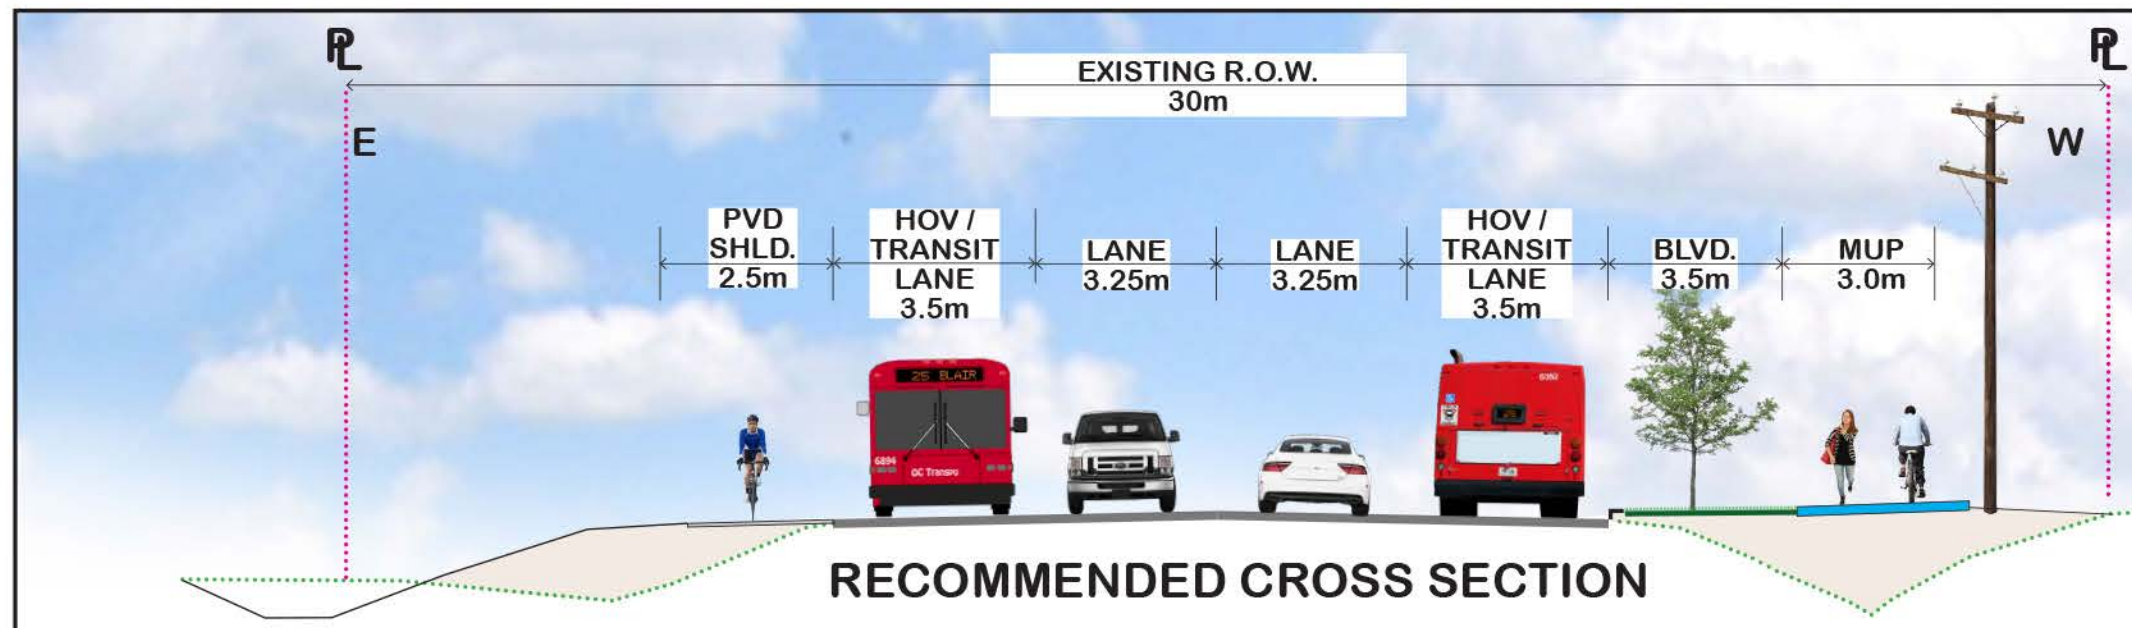 PL
PL
EXISTING R.O.W.
30m
E
W
PVD
SHLD.
2.5m
HOV /
TRANSIT
LANE
3.5m
LANE
3.25m
LANE
3.25m
HOV /
TRANSIT
LANE
3.5m
BLVD.
3.5m
MUP
3.0m
25 BLAIR
6894
OC Transpo
RECOMMENDED CROSS SECTION